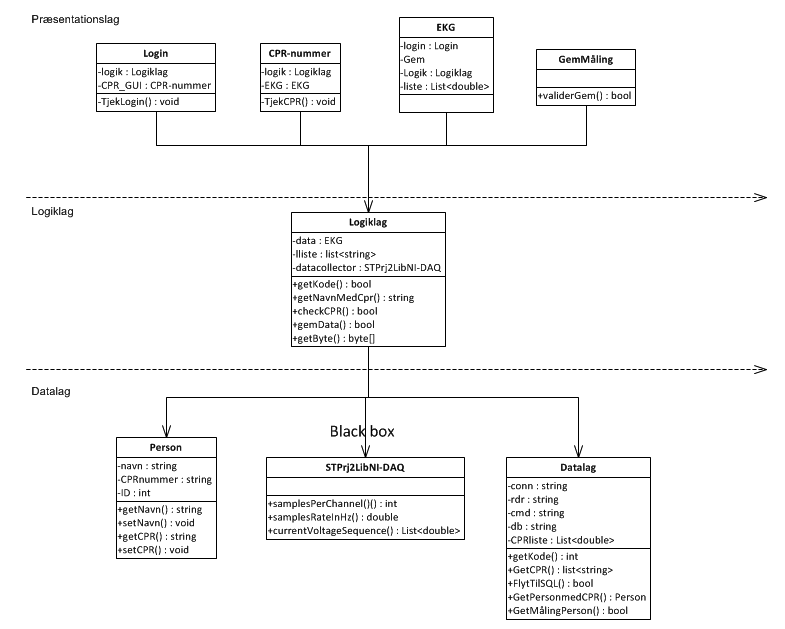 Præsentationslag
Login
-logik : Logiklag
-CPR_GUI : CPR-nummer
-TjekLogin() : void
CPR-nummer
-logik : Logiklag
-EKG : EKG
-TjekCPR() : void
EKG
-login : Login
-Gem
-Logik : Logiklag
-liste : List<double>
GemMåling
+validerGem() : bool
Logiklag
Logiklag
-data : EKG
-lliste : list<string>
-datacollector : STPrj2LibNI-DAQ
+getKode() : bool
+getNavnMedCpr() : string
+checkCPR() : bool
+gemData() : bool
+getByte() : byte[]
Datalag
Person
-navn : string
-CPRnummer : string
-ID : int
+getNavn() : string
+setNavn() : void
+getCPR() : string
+setCPR() : void
Black box
STPrj2LibNI-DAQ
+samplesPerChannel()() : int
+samplesRateInHz() : double
+currentVoltageSequence() : List<double>
Datalag
-conn : string
-rdr : string
-cmd : string
-db : string
-CPRliste : List<double>
+getKode() : int
+GetCPR() : list<string>
+FlytTilSQL() : bool
+GetPersonmedCPR() : Person
+GetMålingPerson() : bool